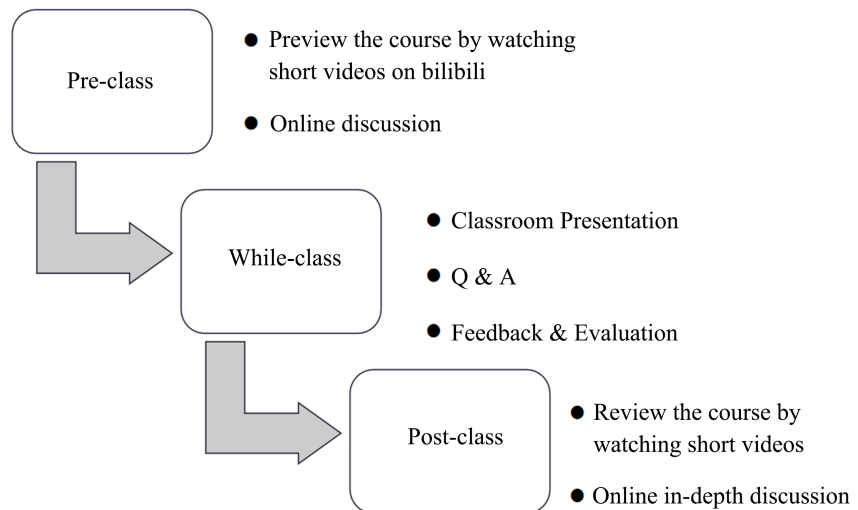 Pre-class
● Preview the course by watching
short videos on bilibili
● Online discussion
While-class
● Classroom Presentation
● Q & A
● Feedback & Evaluation
Post-class
● Review the course by
watching short videos
● Online in-depth discussion